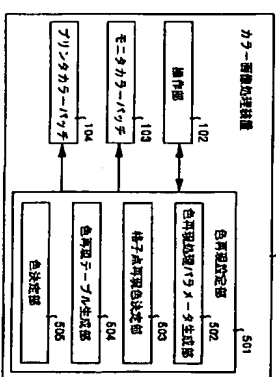 カラー画像処理装置
操作部
102
モニタカラーパッチ
103
プリンタカラーパッチ
104
色再現設定部
501
色再現処理パラメータ生成部
502
格子点再現色決定部
503
色再現テーブル生成部
504
色決定部
505